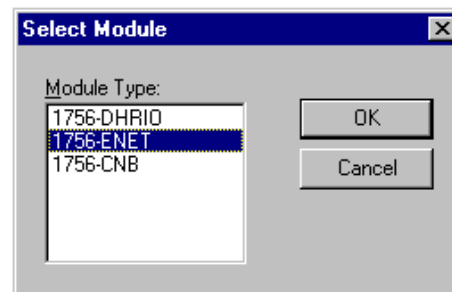 Select Module
Module Type:
1756-DHRIO
1756-ENET
1756-CNB
OK
Cancel